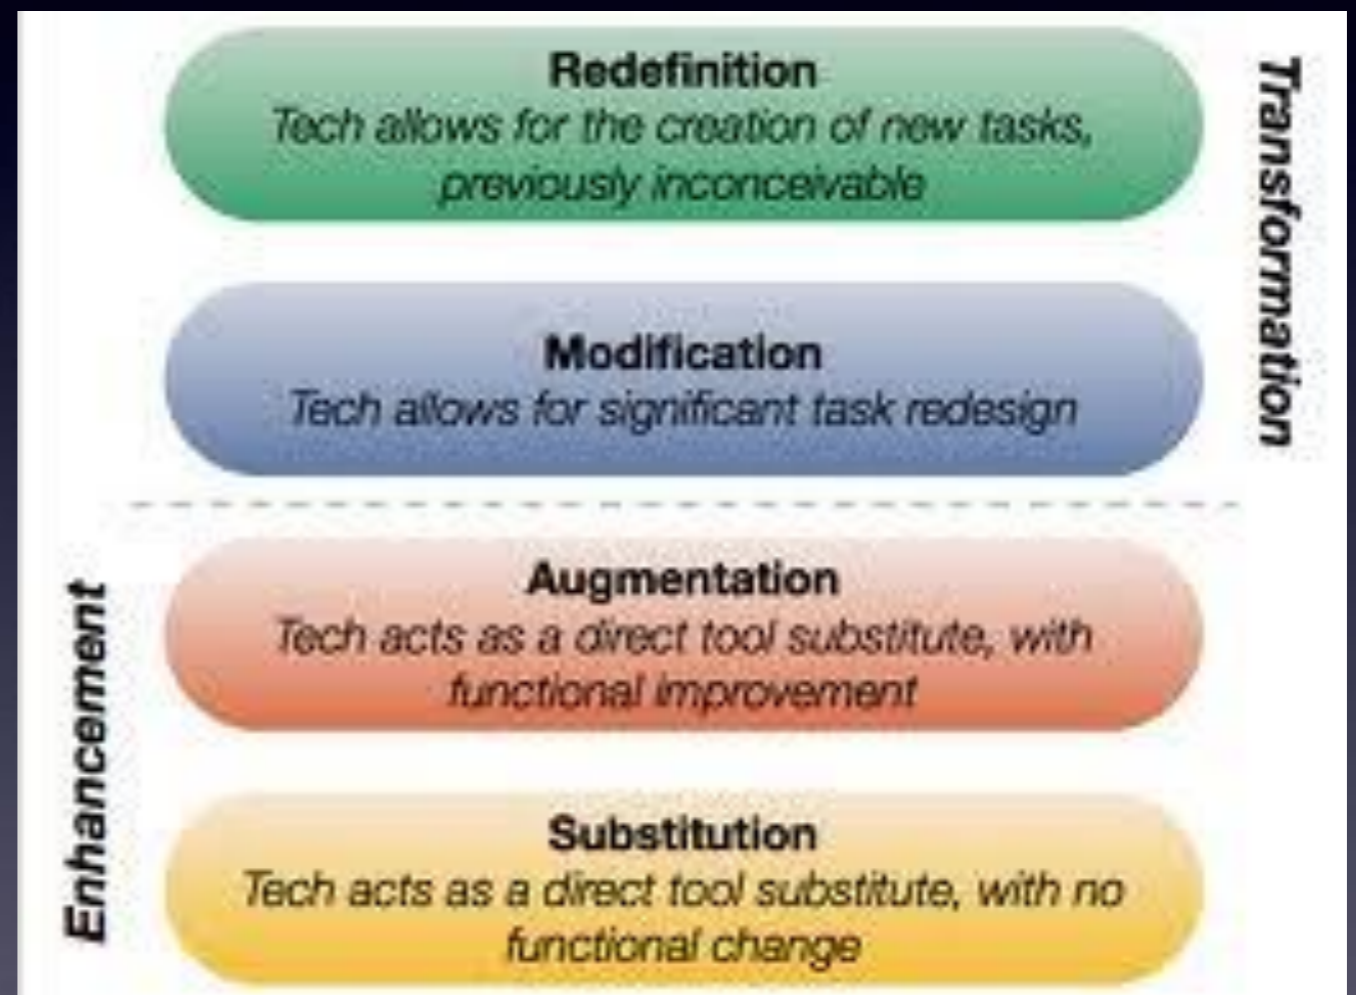 Redefinition
Tech allows for the creation of new tasks,
previously inconceivable
Transformation
Modification
Tech allows for significant task redesign
Enhancement
Augmentation
Tech acts as a direct tool substitute, with
functional improvement
Substitution
Tech acts as a direct tool substitute, with no
functional change